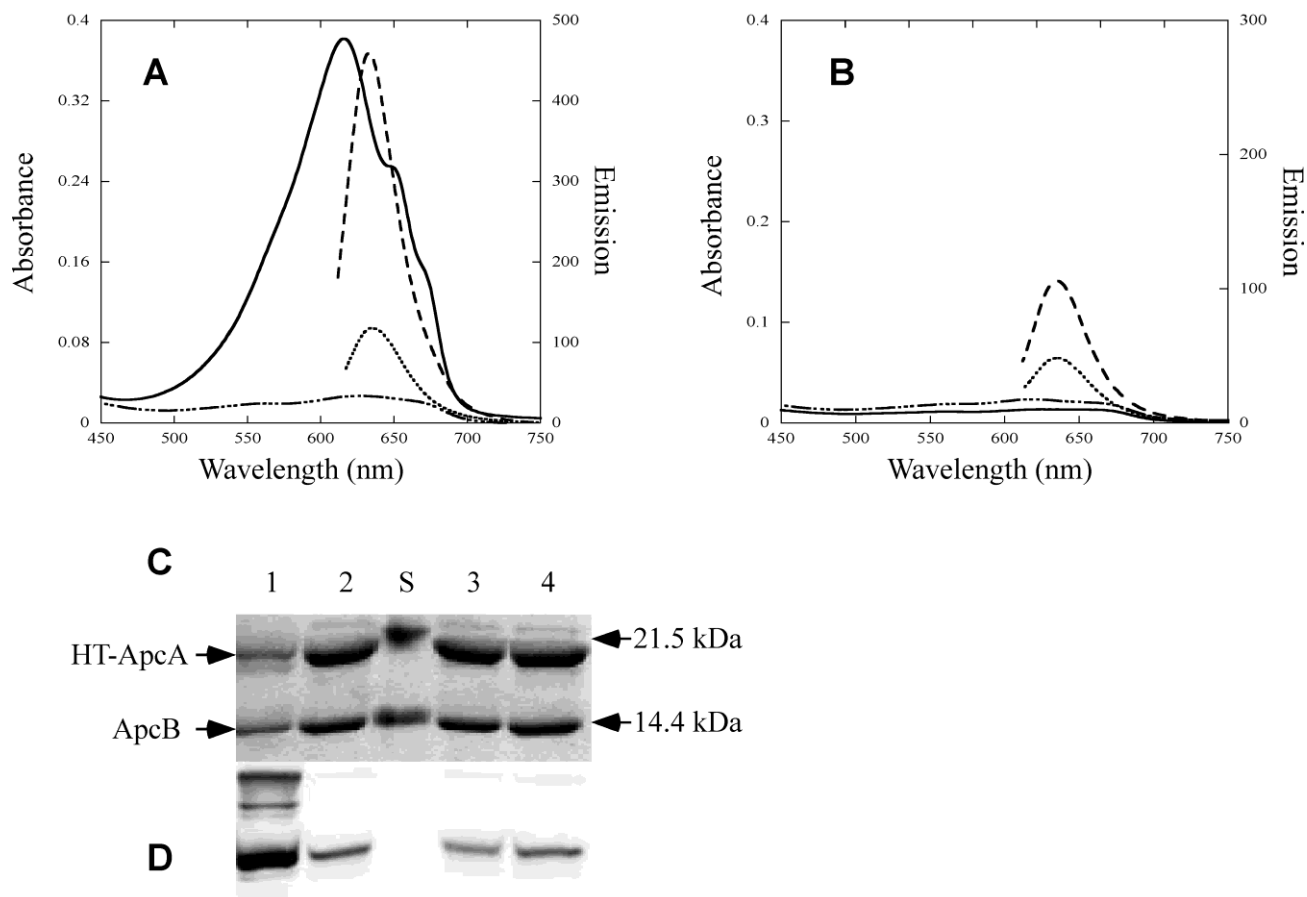 A
0.4
0.32
0.24
0.16
0.08
0
500
400
300
200
100
0
450 500 550 600 650 700 750
Absorbance
Emission
Wavelength (nm)
B
0.4
0.3
0.2
0.1
0
300
200
100
0
450 500 550 600 650 700 750
Absorbance
Emission
Wavelength (nm)
C
1 2 S 3 4
HT-ApcA
21.5 kDa
ApcB
14.4 kDa
D